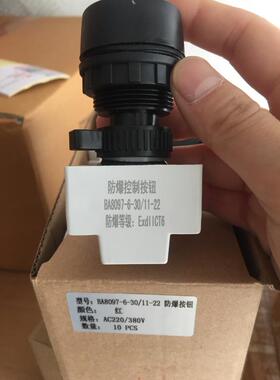 防爆控制按钮
BA8097-6-30/11-22
防爆等级：ExdIICT6
型号：BA8097-6-30/11-22 防爆按钮
颜色： 红
规格：AC220/380V
数量： 10 PCS